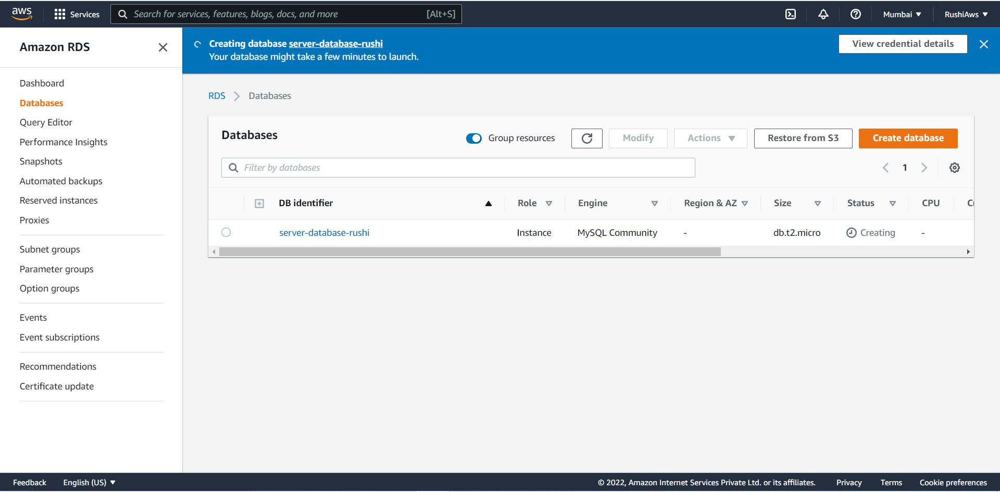 aws Services Search for services, features, blogs, docs, and more [Alt+S] Mumbai RushiAws
Amazon RDS
Dashboard
Databases
Query Editor
Performance Insights
Snapshots
Automated backups
Reserved instances
Proxies
Subnet groups
Parameter groups
Option groups
Events
Event subscriptions
Recommendations
Certificate update
Creating database server-database-rushi
Your database might take a few minutes to launch.
View credential details
RDS > Databases
Databases Group resources Modify Actions Restore from S3 Create database
Filter by databases 1
DB identifier Role Engine Region & AZ Size Status CPU
server-database-rushi Instance MySQL Community - db.t2.micro Creating -
Feedback English (US) © 2022, Amazon Internet Services Private Ltd. or its affiliates. Privacy Terms Cookie preferences